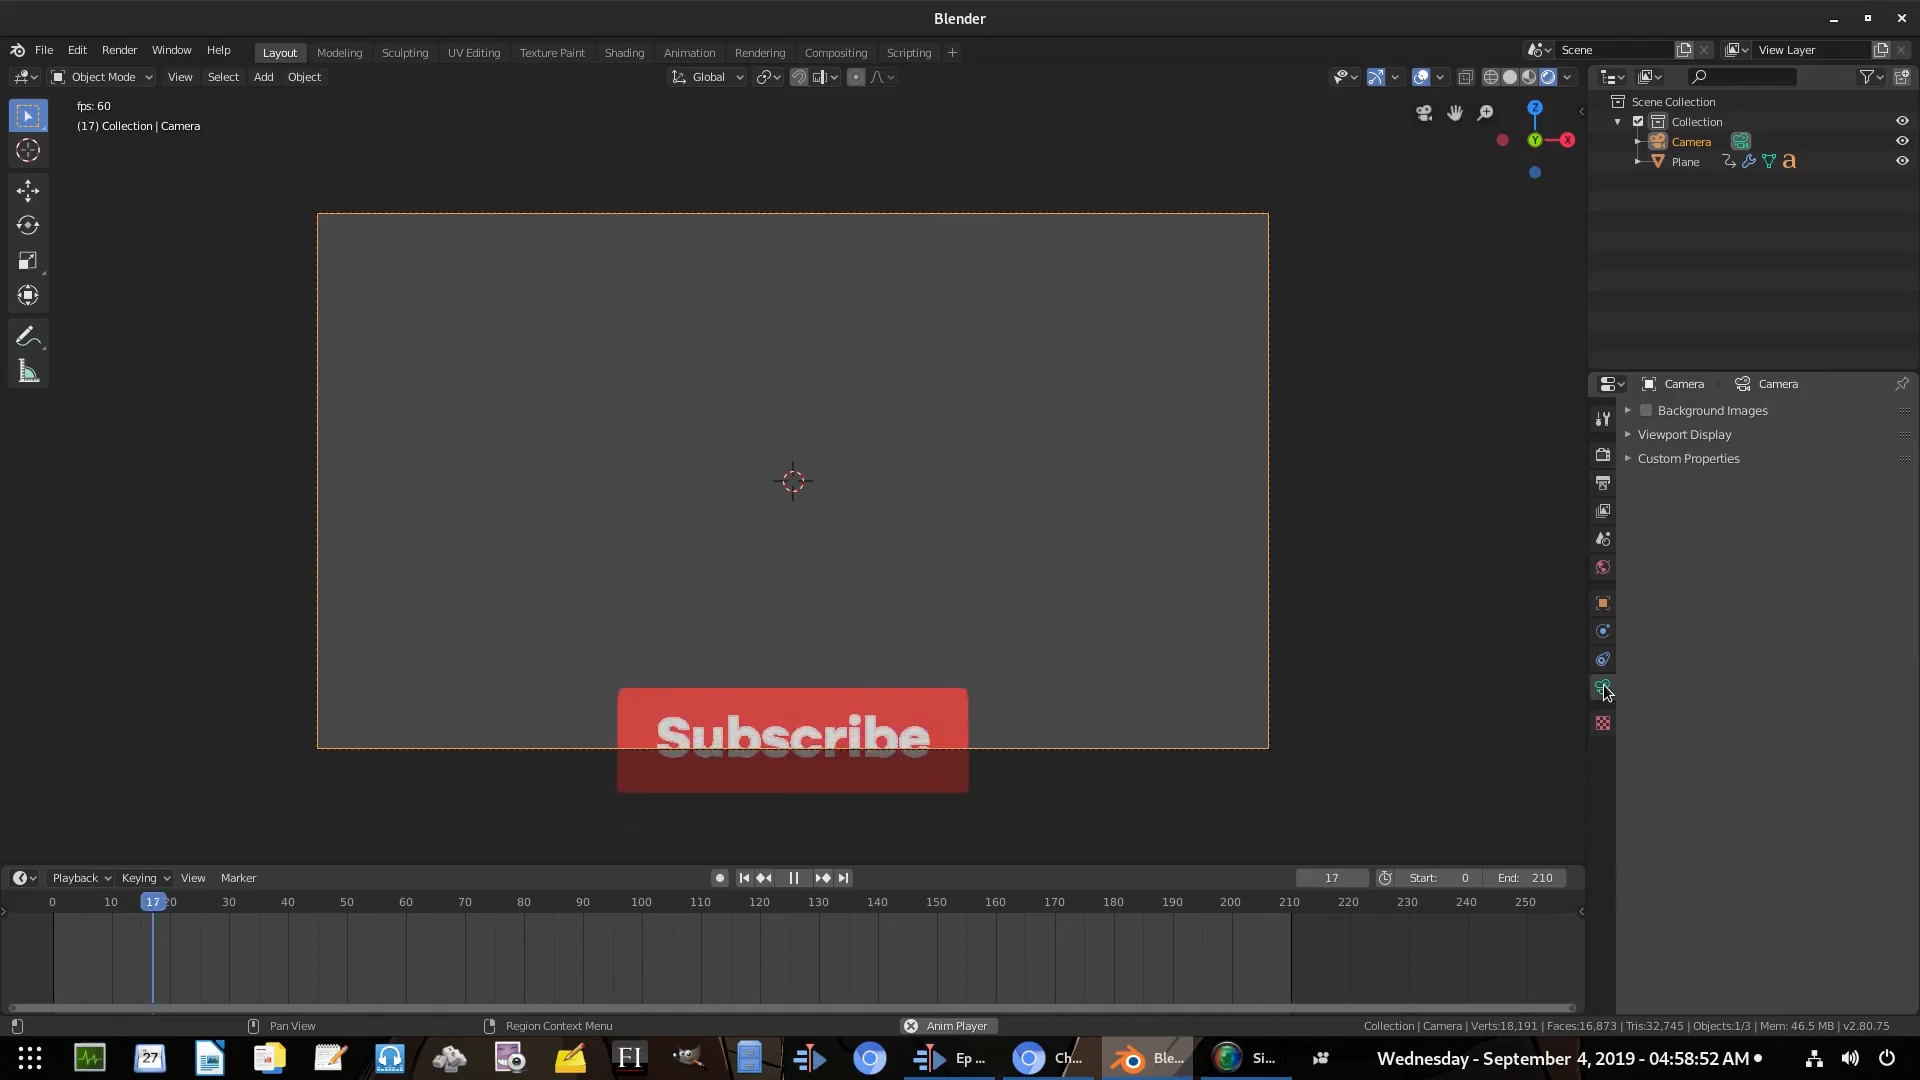 Blender
File Edit Render Window Help
Layout Modeling Sculpting UV Editing Texture Paint Shading Animation Rendering Compositing Scripting
Scene View Layer
Object Mode View Select Add Object Global
fps: 60
(17) Collection | Camera
Z
Y
X
Scene Collection
Collection
Camera
Plane
Camera Camera
Background Images
Viewport Display
Custom Properties
Subscribe
Playback Keying View Marker 17 Start: 0 End: 210
0 10 17 20 30 40 50 60 70 80 90 100 110 120 130 140 150 160 170 180 190 200 210 220 230 240 250
Pan View Region Context Menu Anim Player Collection | Camera | Verts:18,191 | Faces:16,873 | Tris:32,745 | Objects:1/3 | Mem: 46.5 MB | v2.80.75
27 FI Ep ... Ch... Ble... Si... Wednesday - September 4, 2019 - 04:58:52 AM